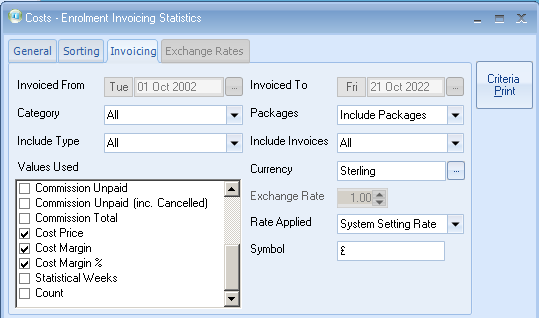 Costs - Enrolment Invoicing Statistics
General Sorting Invoicing Exchange Rates
Invoiced From Tue 01 Oct 2002 ... Invoiced To Fri 21 Oct 2022 ...
Criteria
Print
Category All Packages Include Packages
Include Type All Include Invoices All
Values Used Currency Sterling ...
Commission Unpaid
Commission Unpaid (inc. Cancelled) Exchange Rate 1.00
Commission Total Rate Applied System Setting Rate
Cost Price
Cost Margin Symbol £
Cost Margin %
Statistical Weeks
Count